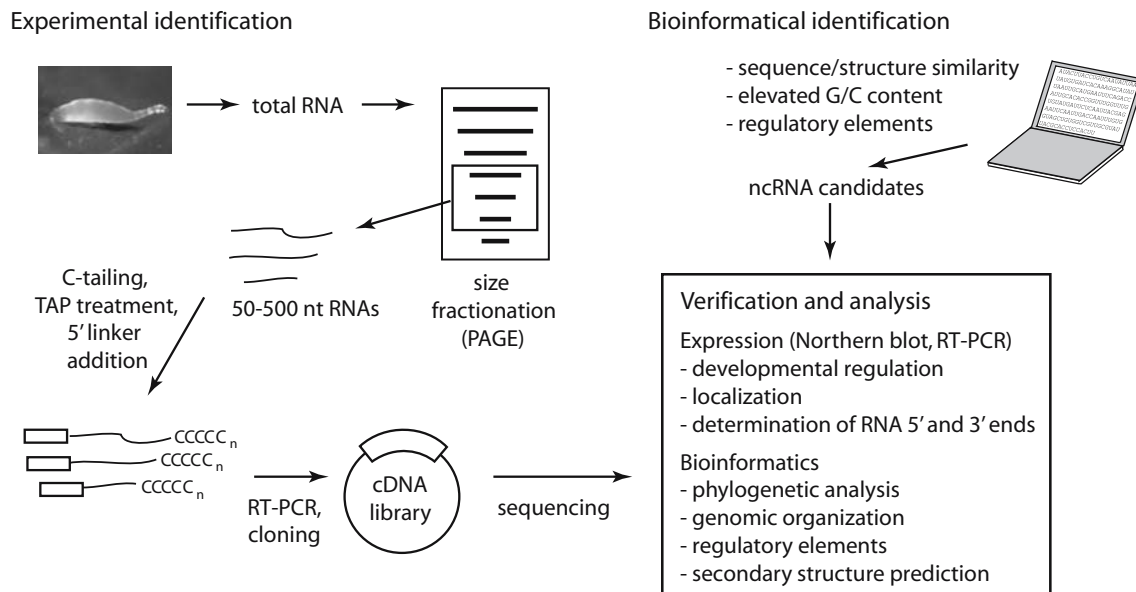 Experimental identification
total RNA
size
fractionation
(PAGE)
50-500 nt RNAs
C-tailing,
TAP treatment,
5' linker
addition
CCCCC n
CCCCC n
CCCCC n
RT-PCR,
cloning
cDNA
library
sequencing
Bioinformatical identification
- sequence/structure similarity
- elevated G/C content
- regulatory elements
ncRNA candidates
Verification and analysis
Expression (Northern blot, RT-PCR)
- developmental regulation
- localization
- determination of RNA 5' and 3' ends
Bioinformatics
- phylogenetic analysis
- genomic organization
- regulatory elements
- secondary structure prediction